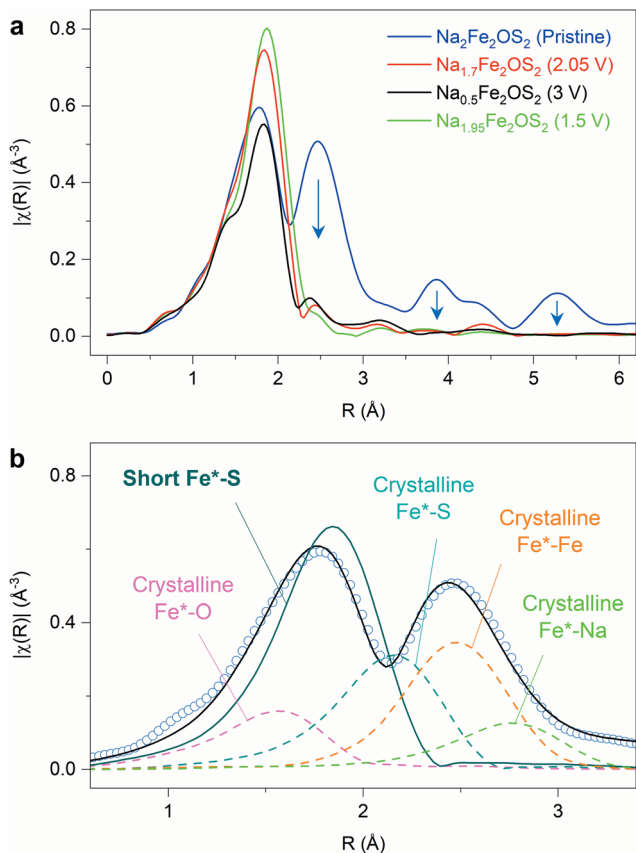 a
0.8
0.6
0.4
0.2
0.0
|χ(R)| (Å⁻³)
Na₂Fe₂OS₂ (Pristine)
Na₁.₇Fe₂OS₂ (2.05 V)
Na₀.₅Fe₂OS₂ (3 V)
Na₁.₉₅Fe₂OS₂ (1.5 V)
0 1 2 3 4 5 6
R (Å)
b
0.8
0.4
0.0
|χ(R)| (Å⁻³)
Short Fe*-S
Crystalline
Fe*-S
Crystalline
Fe*-Fe
Crystalline
Fe*-O
Crystalline
Fe*-Na
1 2 3
R (Å)